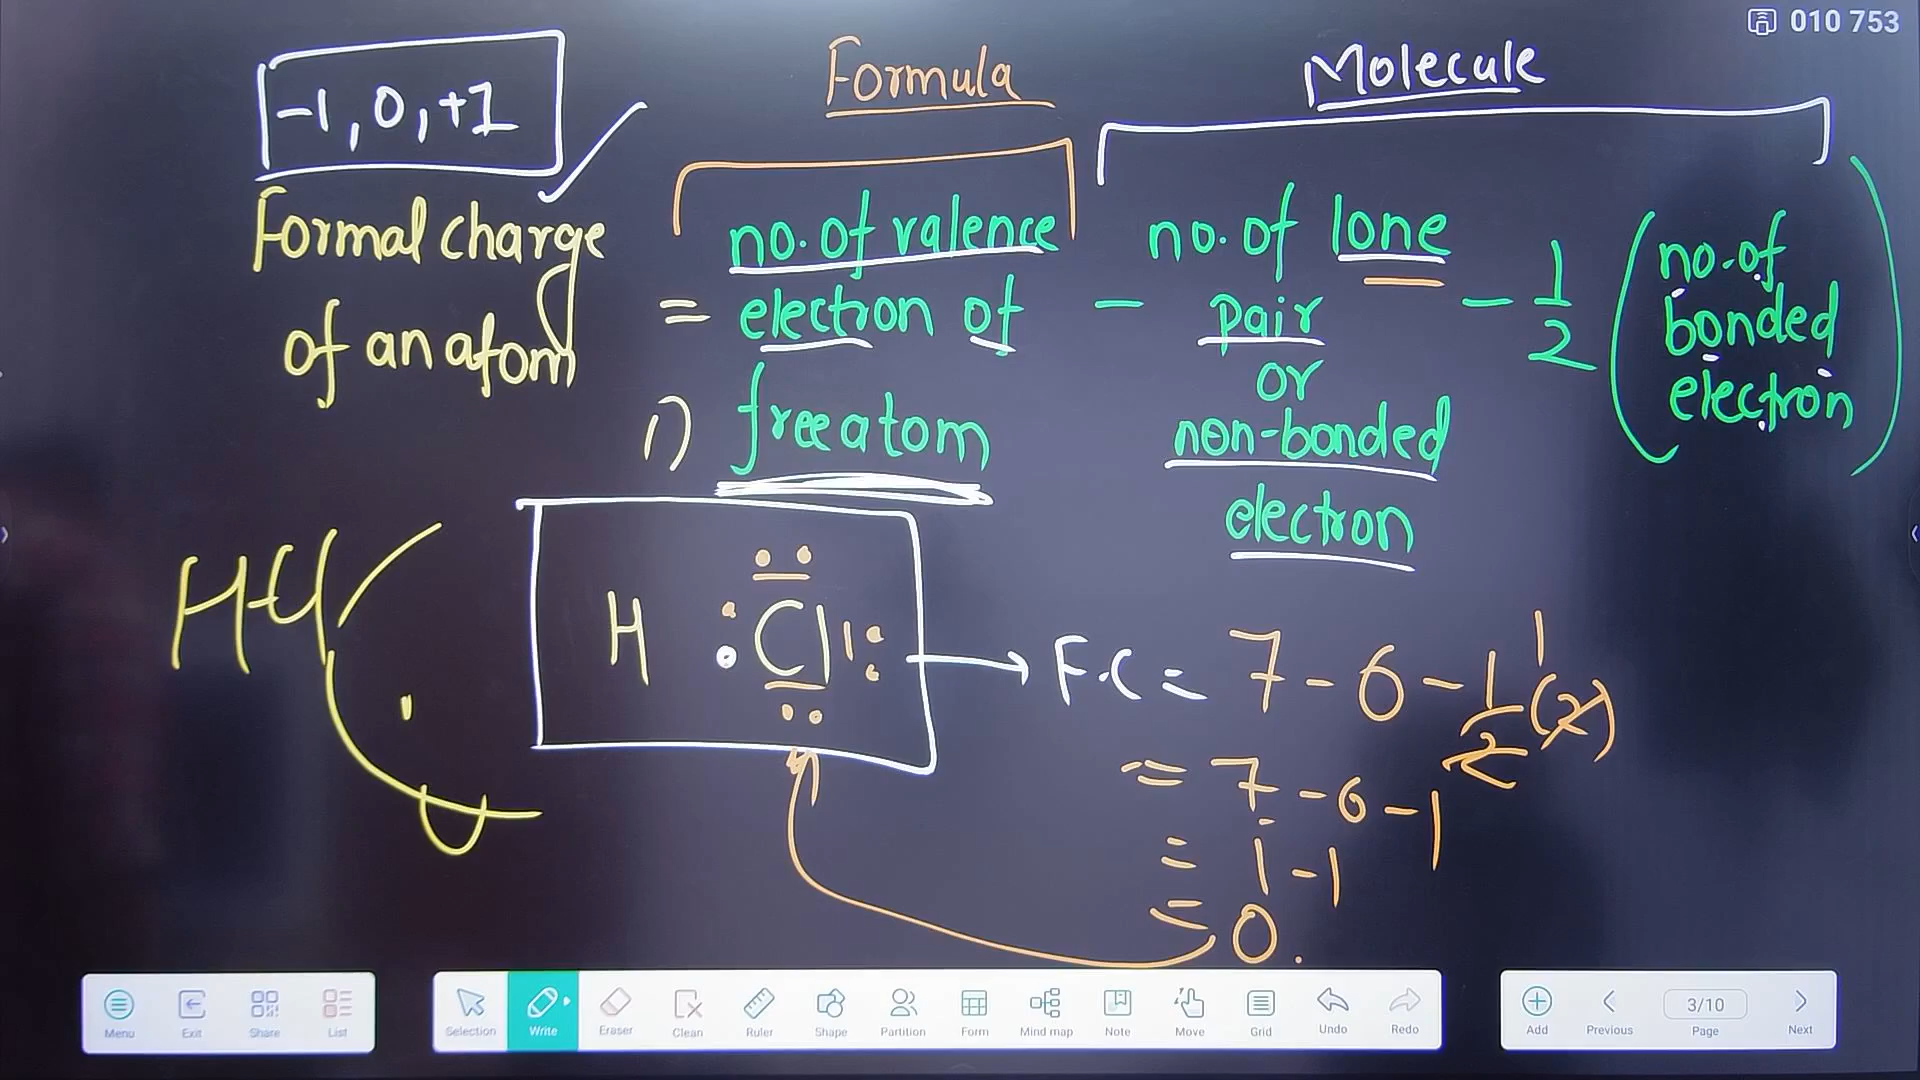 010 753
-1, 0, +1
Formula
Molecule
Formal charge
of an atom
=
no. of valence
electron of
free atom
-
no. of lone
pair
or
non-bonded
electron
- 1/2
(no. of
bonded
electron)
1)
HCl
H : Cl
F.C = 7 - 6 - 1/2 (2) 1
= 7 - 6 - 1
= 1 - 1
= 0.
Menu Exit Share List
Selection Write Eraser Clean Ruler Shape Partition Form Mind map Note Move Grid Undo Redo
3/10
Add Previous Page Next